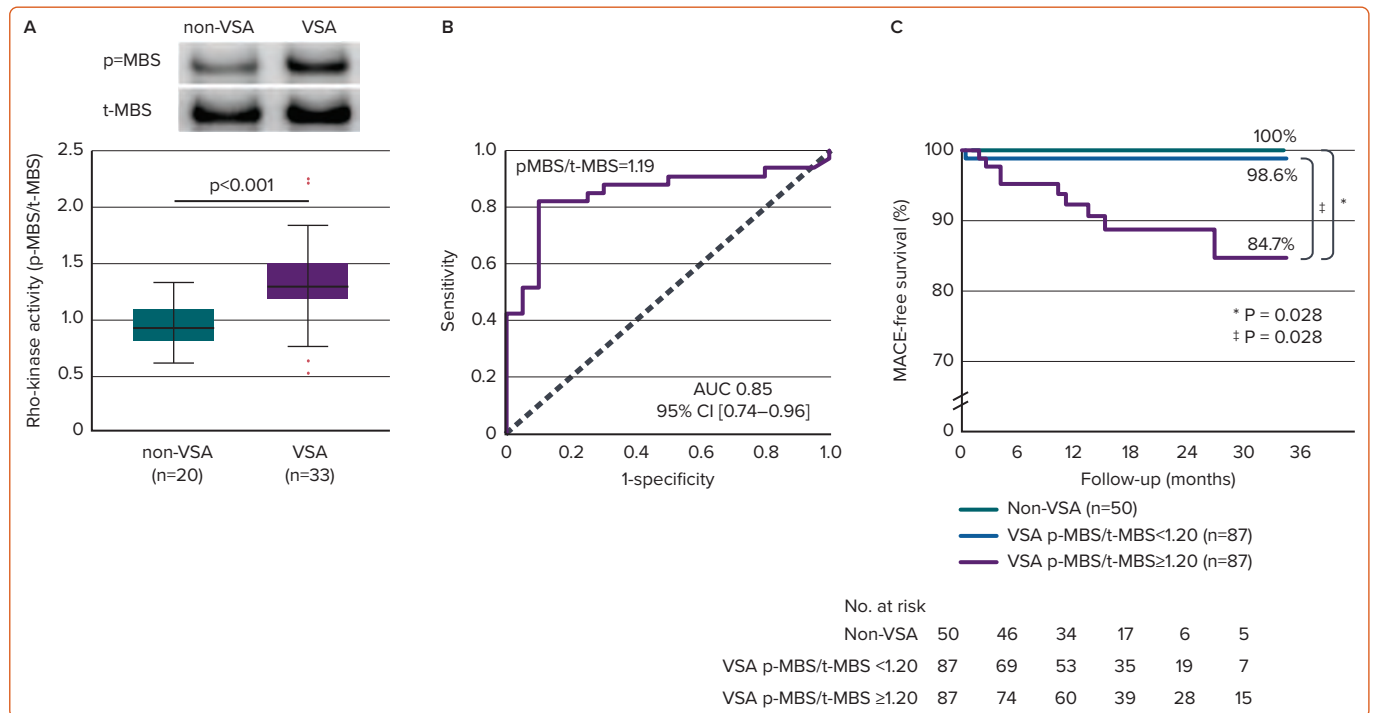 A
non-VSA VSA
p=MBS
t-MBS
Rho-kinase activity (p-MBS/t-MBS)
2.5
2.0
1.5
1.0
0.5
0
p<0.001
non-VSA VSA
(n=20) (n=33)
B
Sensitivity
1.0
0.8
0.6
0.4
0.2
0
pMBS/t-MBS=1.19
AUC 0.85
95% CI [0.74–0.96]
0 0.2 0.4 0.6 0.8 1.0
1-specificity
C
MACE-free survival (%)
100
90
80
70
0
100%
98.6%
84.7%
‡ *
* P = 0.028
‡ P = 0.028
0 6 12 18 24 30 36
Follow-up (months)
Non-VSA (n=50)
VSA p-MBS/t-MBS<1.20 (n=87)
VSA p-MBS/t-MBS≥1.20 (n=87)
No. at risk
Non-VSA 50 46 34 17 6 5
VSA p-MBS/t-MBS <1.20 87 69 53 35 19 7
VSA p-MBS/t-MBS ≥1.20 87 74 60 39 28 15